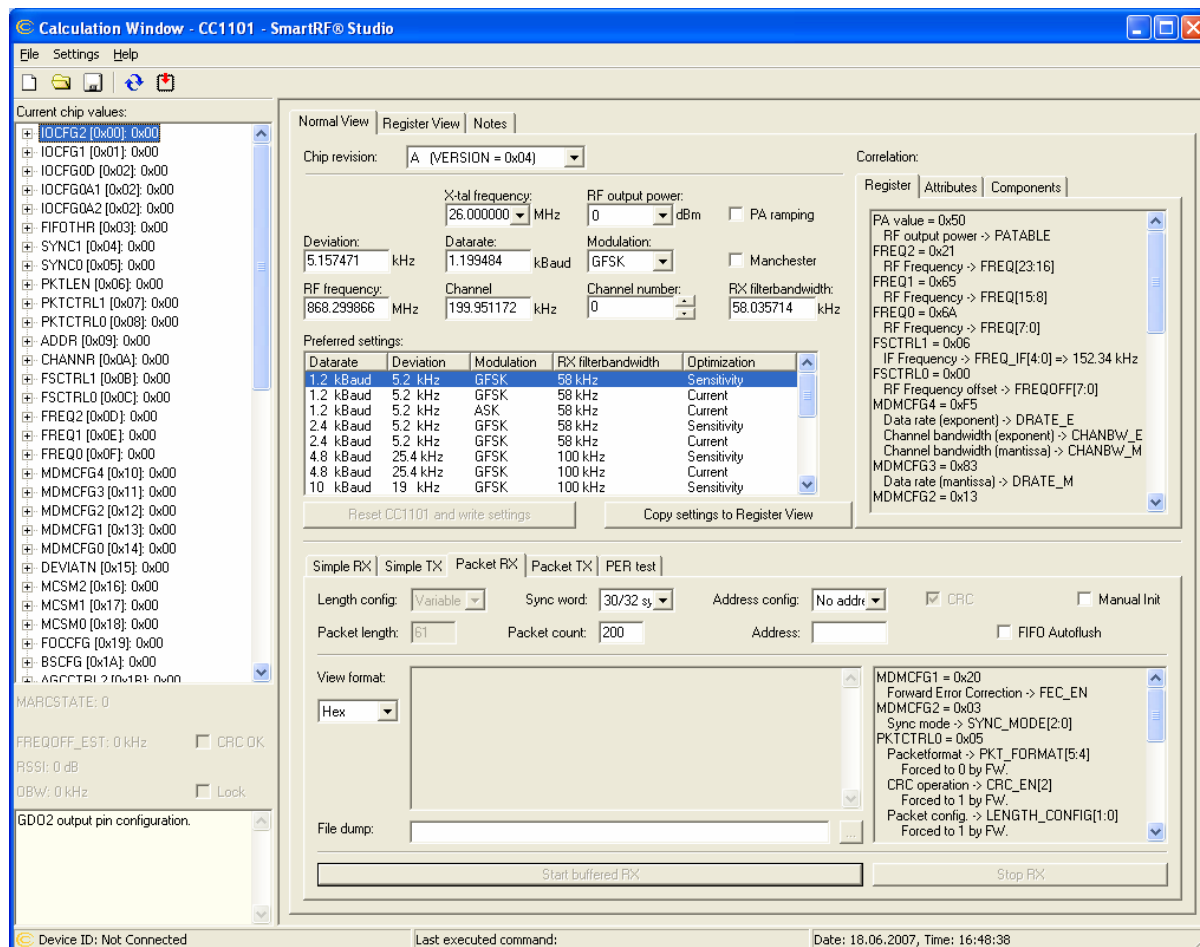 Calculation Window - CC1101 - SmartRF® Studio
File Settings Help
Current chip values:
IOCFG2 [0x00]: 0x00
IOCFG1 [0x01]: 0x00
IOCFG0D [0x02]: 0x00
IOCFG0A1 [0x02]: 0x00
IOCFG0A2 [0x02]: 0x00
FIFOTHR [0x03]: 0x00
SYNC1 [0x04]: 0x00
SYNC0 [0x05]: 0x00
PKTLEN [0x06]: 0x00
PKTCTRL1 [0x07]: 0x00
PKTCTRL0 [0x08]: 0x00
ADDR [0x09]: 0x00
CHANNR [0x0A]: 0x00
FSCTRL1 [0x0B]: 0x00
FSCTRL0 [0x0C]: 0x00
FREQ2 [0x0D]: 0x00
FREQ1 [0x0E]: 0x00
FREQ0 [0x0F]: 0x00
MDMCFG4 [0x10]: 0x00
MDMCFG3 [0x11]: 0x00
MDMCFG2 [0x12]: 0x00
MDMCFG1 [0x13]: 0x00
MDMCFG0 [0x14]: 0x00
DEVIATN [0x15]: 0x00
MCSM2 [0x16]: 0x00
MCSM1 [0x17]: 0x00
MCSM0 [0x18]: 0x00
FOCCFG [0x19]: 0x00
BSCFG [0x1A]: 0x00
AGCCTRL2 [0x1B]: 0x00
MARCSTATE: 0
FREQOFF_EST: 0 kHz CRC OK
RSSI: 0 dB
OBW: 0 kHz Lock
GDO2 output pin configuration.
Normal View Register View Notes
Chip revision: A (VERSION = 0x04)
X-tal frequency: RF output power:
26.000000 MHz 0 dBm PA ramping
Deviation: Datarate: Modulation:
5.157471 kHz 1.199484 kBaud GFSK Manchester
RF frequency: Channel Channel number: RX filterbandwidth:
868.299866 MHz 199.951172 kHz 0 58.035714 kHz
Preferred settings:
Datarate Deviation Modulation RX filterbandwidth Optimization
1.2 kBaud 5.2 kHz GFSK 58 kHz Sensitivity
1.2 kBaud 5.2 kHz GFSK 58 kHz Current
1.2 kBaud 5.2 kHz ASK 58 kHz Current
2.4 kBaud 5.2 kHz GFSK 58 kHz Sensitivity
2.4 kBaud 5.2 kHz GFSK 58 kHz Current
4.8 kBaud 25.4 kHz GFSK 100 kHz Sensitivity
4.8 kBaud 25.4 kHz GFSK 100 kHz Current
10 kBaud 19 kHz GFSK 100 kHz Sensitivity
Reset CC1101 and write settings Copy settings to Register View
Correlation:
Register Attributes Components
PA value = 0x50
RF output power -> PATABLE
FREQ2 = 0x21
RF Frequency -> FREQ[23:16]
FREQ1 = 0x65
RF Frequency -> FREQ[15:8]
FREQ0 = 0x6A
RF Frequency -> FREQ[7:0]
FSCTRL1 = 0x06
IF Frequency -> FREQ_IF[4:0] => 152.34 kHz
FSCTRL0 = 0x00
RF Frequency offset -> FREQOFF[7:0]
MDMCFG4 = 0xF5
Data rate (exponent) -> DRATE_E
Channel bandwidth (exponent) -> CHANBW_E
Channel bandwidth (mantissa) -> CHANBW_M
MDMCFG3 = 0x83
Data rate (mantissa) -> DRATE_M
MDMCFG2 = 0x13
Simple RX Simple TX Packet RX Packet TX PER test
Length config: Variable Sync word: 30/32 sy Address config: No addre CRC Manual Init
Packet length: 61 Packet count: 200 Address: FIFO Autoflush
View format:
Hex
File dump: ...
MDMCFG1 = 0x20
Forward Error Correction -> FEC_EN
MDMCFG2 = 0x03
Sync mode -> SYNC_MODE[2:0]
PKTCTRL0 = 0x05
Packetformat -> PKT_FORMAT[5:4]
Forced to 0 by FW.
CRC operation -> CRC_EN[2]
Forced to 1 by FW.
Packet config. -> LENGTH_CONFIG[1:0]
Forced to 1 by FW.
Start buffered RX Stop RX
Device ID: Not Connected Last executed command: Date: 18.06.2007, Time: 16:48:38